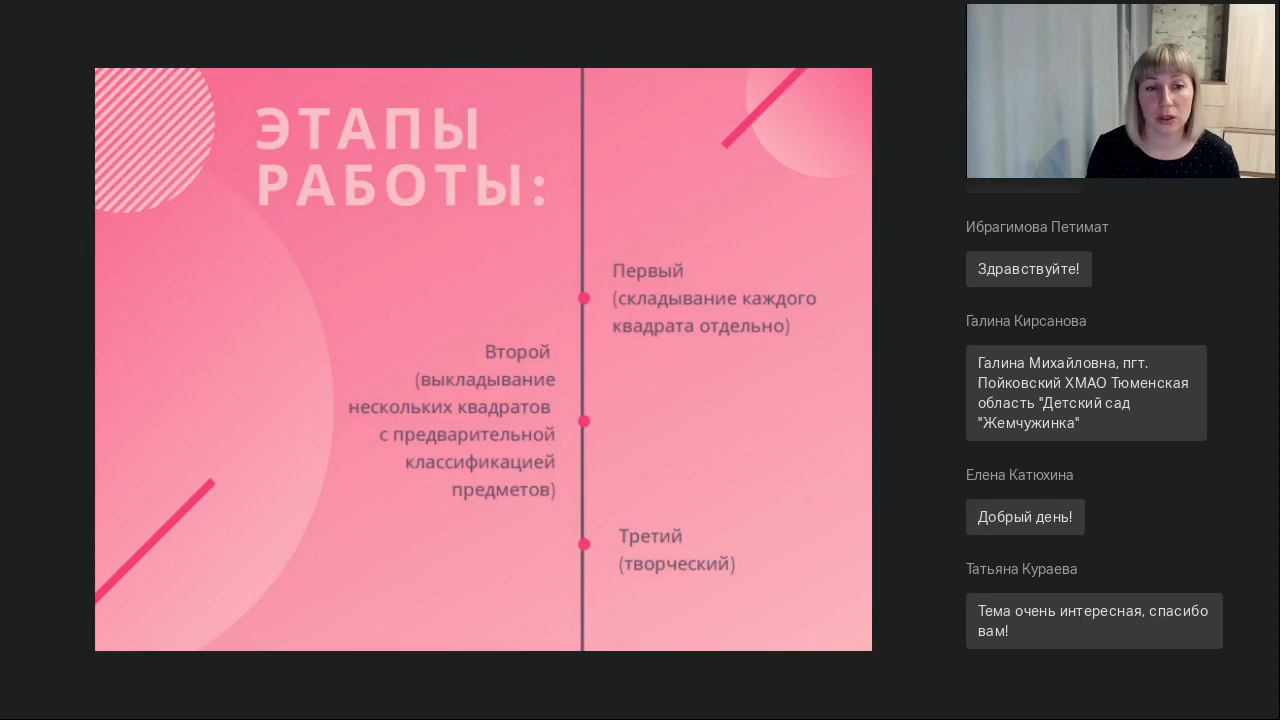 ЭТАПЫ
РАБОТЫ:
Первый
(складывание каждого
квадрата отдельно)
Второй
(выкладывание
нескольких квадратов
с предварительной
классификацией
предметов)
Третий
(творческий)
Ибрагимова Петимат
Здравствуйте!
Галина Кирсанова
Галина Михайловна, пгт.
Пойковский ХМАО Тюменская
область "Детский сад
"Жемчужинка"
Елена Катюхина
Добрый день!
Татьяна Кураева
Тема очень интересная, спасибо
вам!